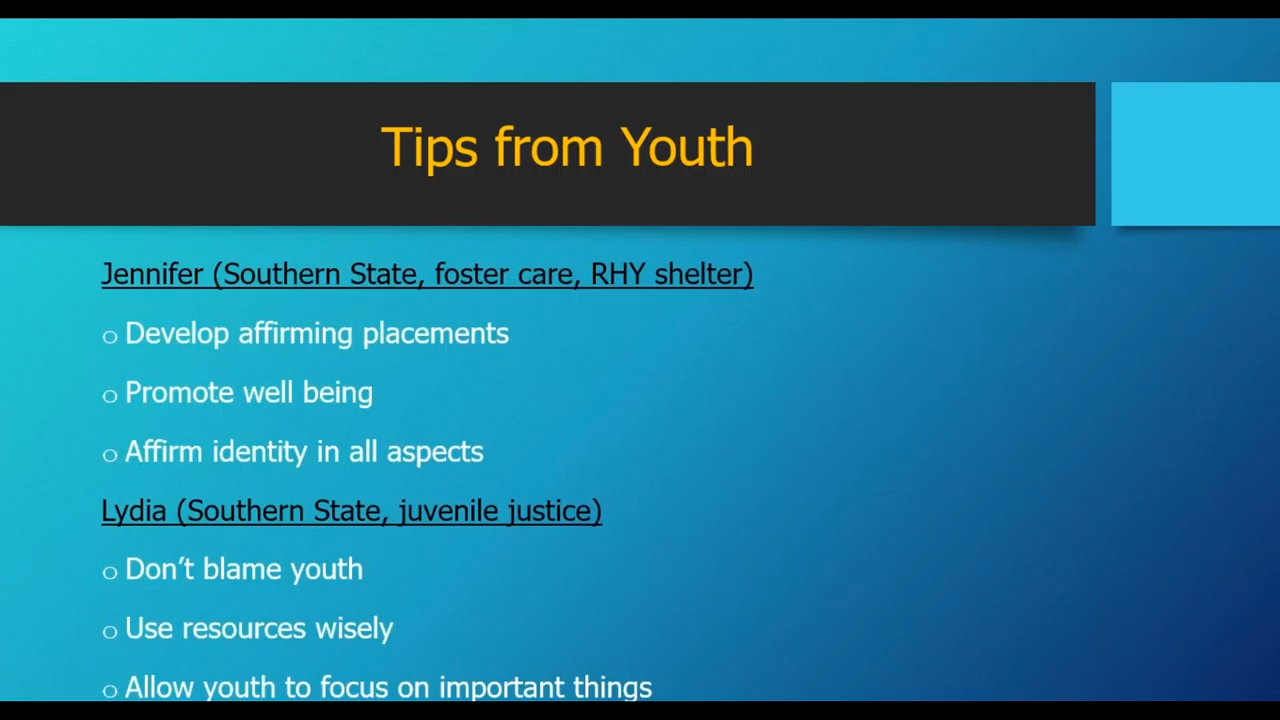 Tips from Youth
Jennifer (Southern State, foster care, RHY shelter)
o Develop affirming placements
o Promote well being
o Affirm identity in all aspects
Lydia (Southern State, juvenile justice)
o Don’t blame youth
o Use resources wisely
o Allow youth to focus on important things